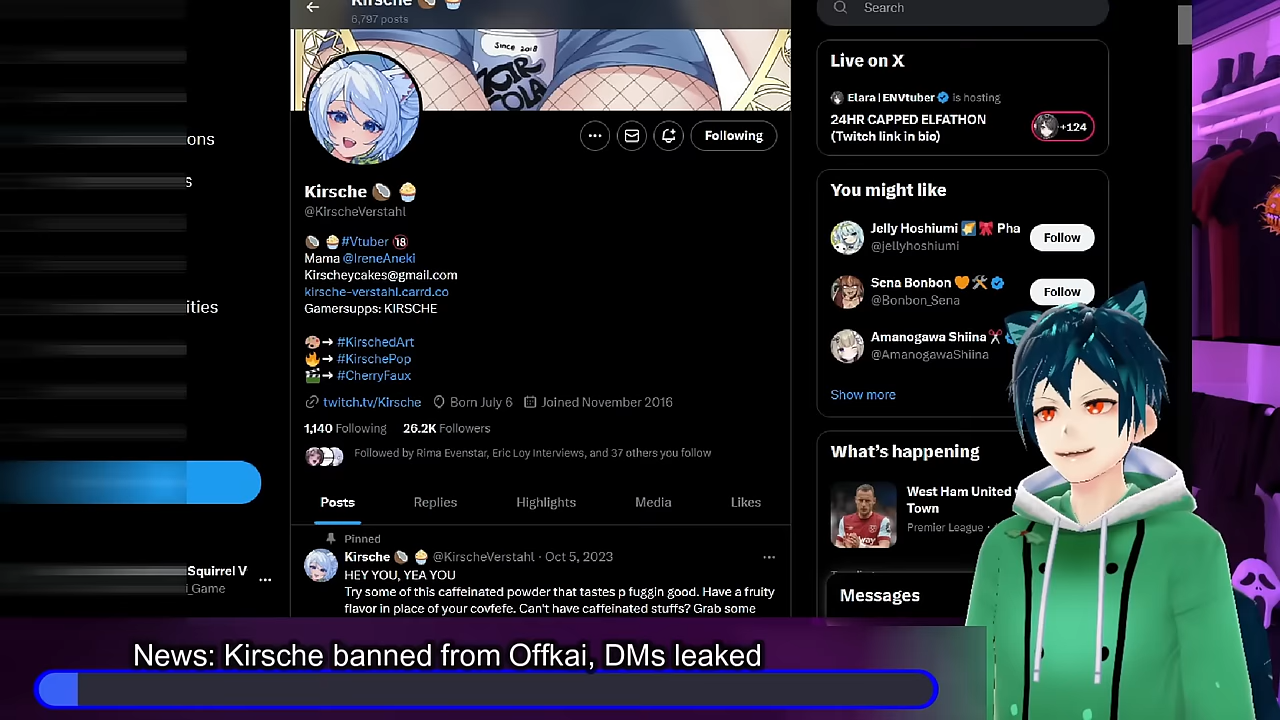 Kirsche
6,797 posts
Since 2018
COLA
Following
Kirsche
@KirscheVerstahl
#Vtuber 18
Mama @IreneAneki
Kirscheycakes@gmail.com
kirsche-verstahl.carrd.co
Gamersupps: KIRSCHE
→ #KirschedArt
→ #KirschePop
→ #CherryFaux
twitch.tv/Kirsche Born July 6 Joined November 2016
1,140 Following 26.2K Followers
Followed by Rima Evenstar, Eric Loy Interviews, and 37 others you follow
Posts Replies Highlights Media Likes
Pinned
Kirsche @KirscheVerstahl · Oct 5, 2023
HEY YOU, YEA YOU
Try some of this caffeinated powder that tastes p fuggin good. Have a fruity
flavor in place of your covfefe. Can't have caffeinated stuffs? Grab some
ons
s
ities
Squirrel V
i_Game
Search
Live on X
Elara | ENVtuber is hosting
24HR CAPPED ELFATHON
(Twitch link in bio)
+124
You might like
Jelly Hoshiumi Pha
@jellyhoshiumi
Follow
Sena Bonbon
@Bonbon_Sena
Follow
Amanogawa Shiina
@AmanogawaShiina
Show more
What's happening
West Ham United
Town
Premier League ·
Messages
News: Kirsche banned from Offkai, DMs leaked